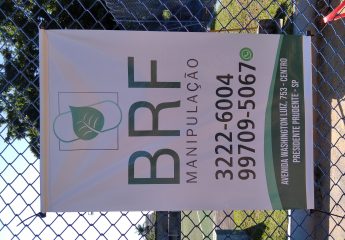 BRF
MANIPULAÇÃO
3222-6004
99709-5067
AVENIDA WASHINGTON LUIZ, 753 - CENTRO
PRESIDENTE PRUDENTE - SP